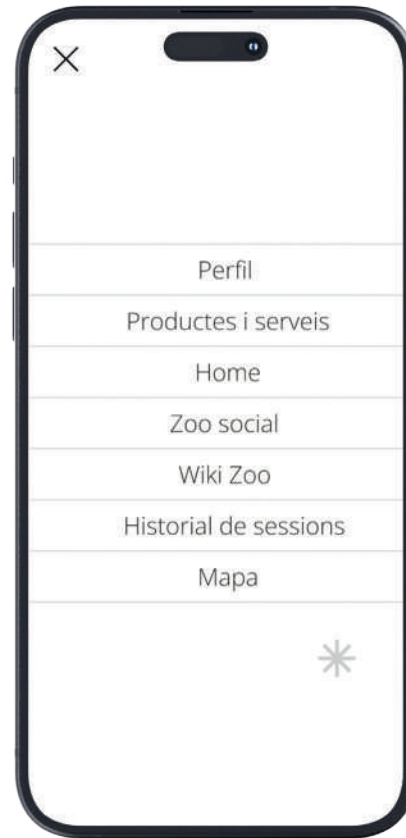 Perfil
Productes i serveis
Home
Zoo social
Wiki Zoo
Historial de sessions
Mapa